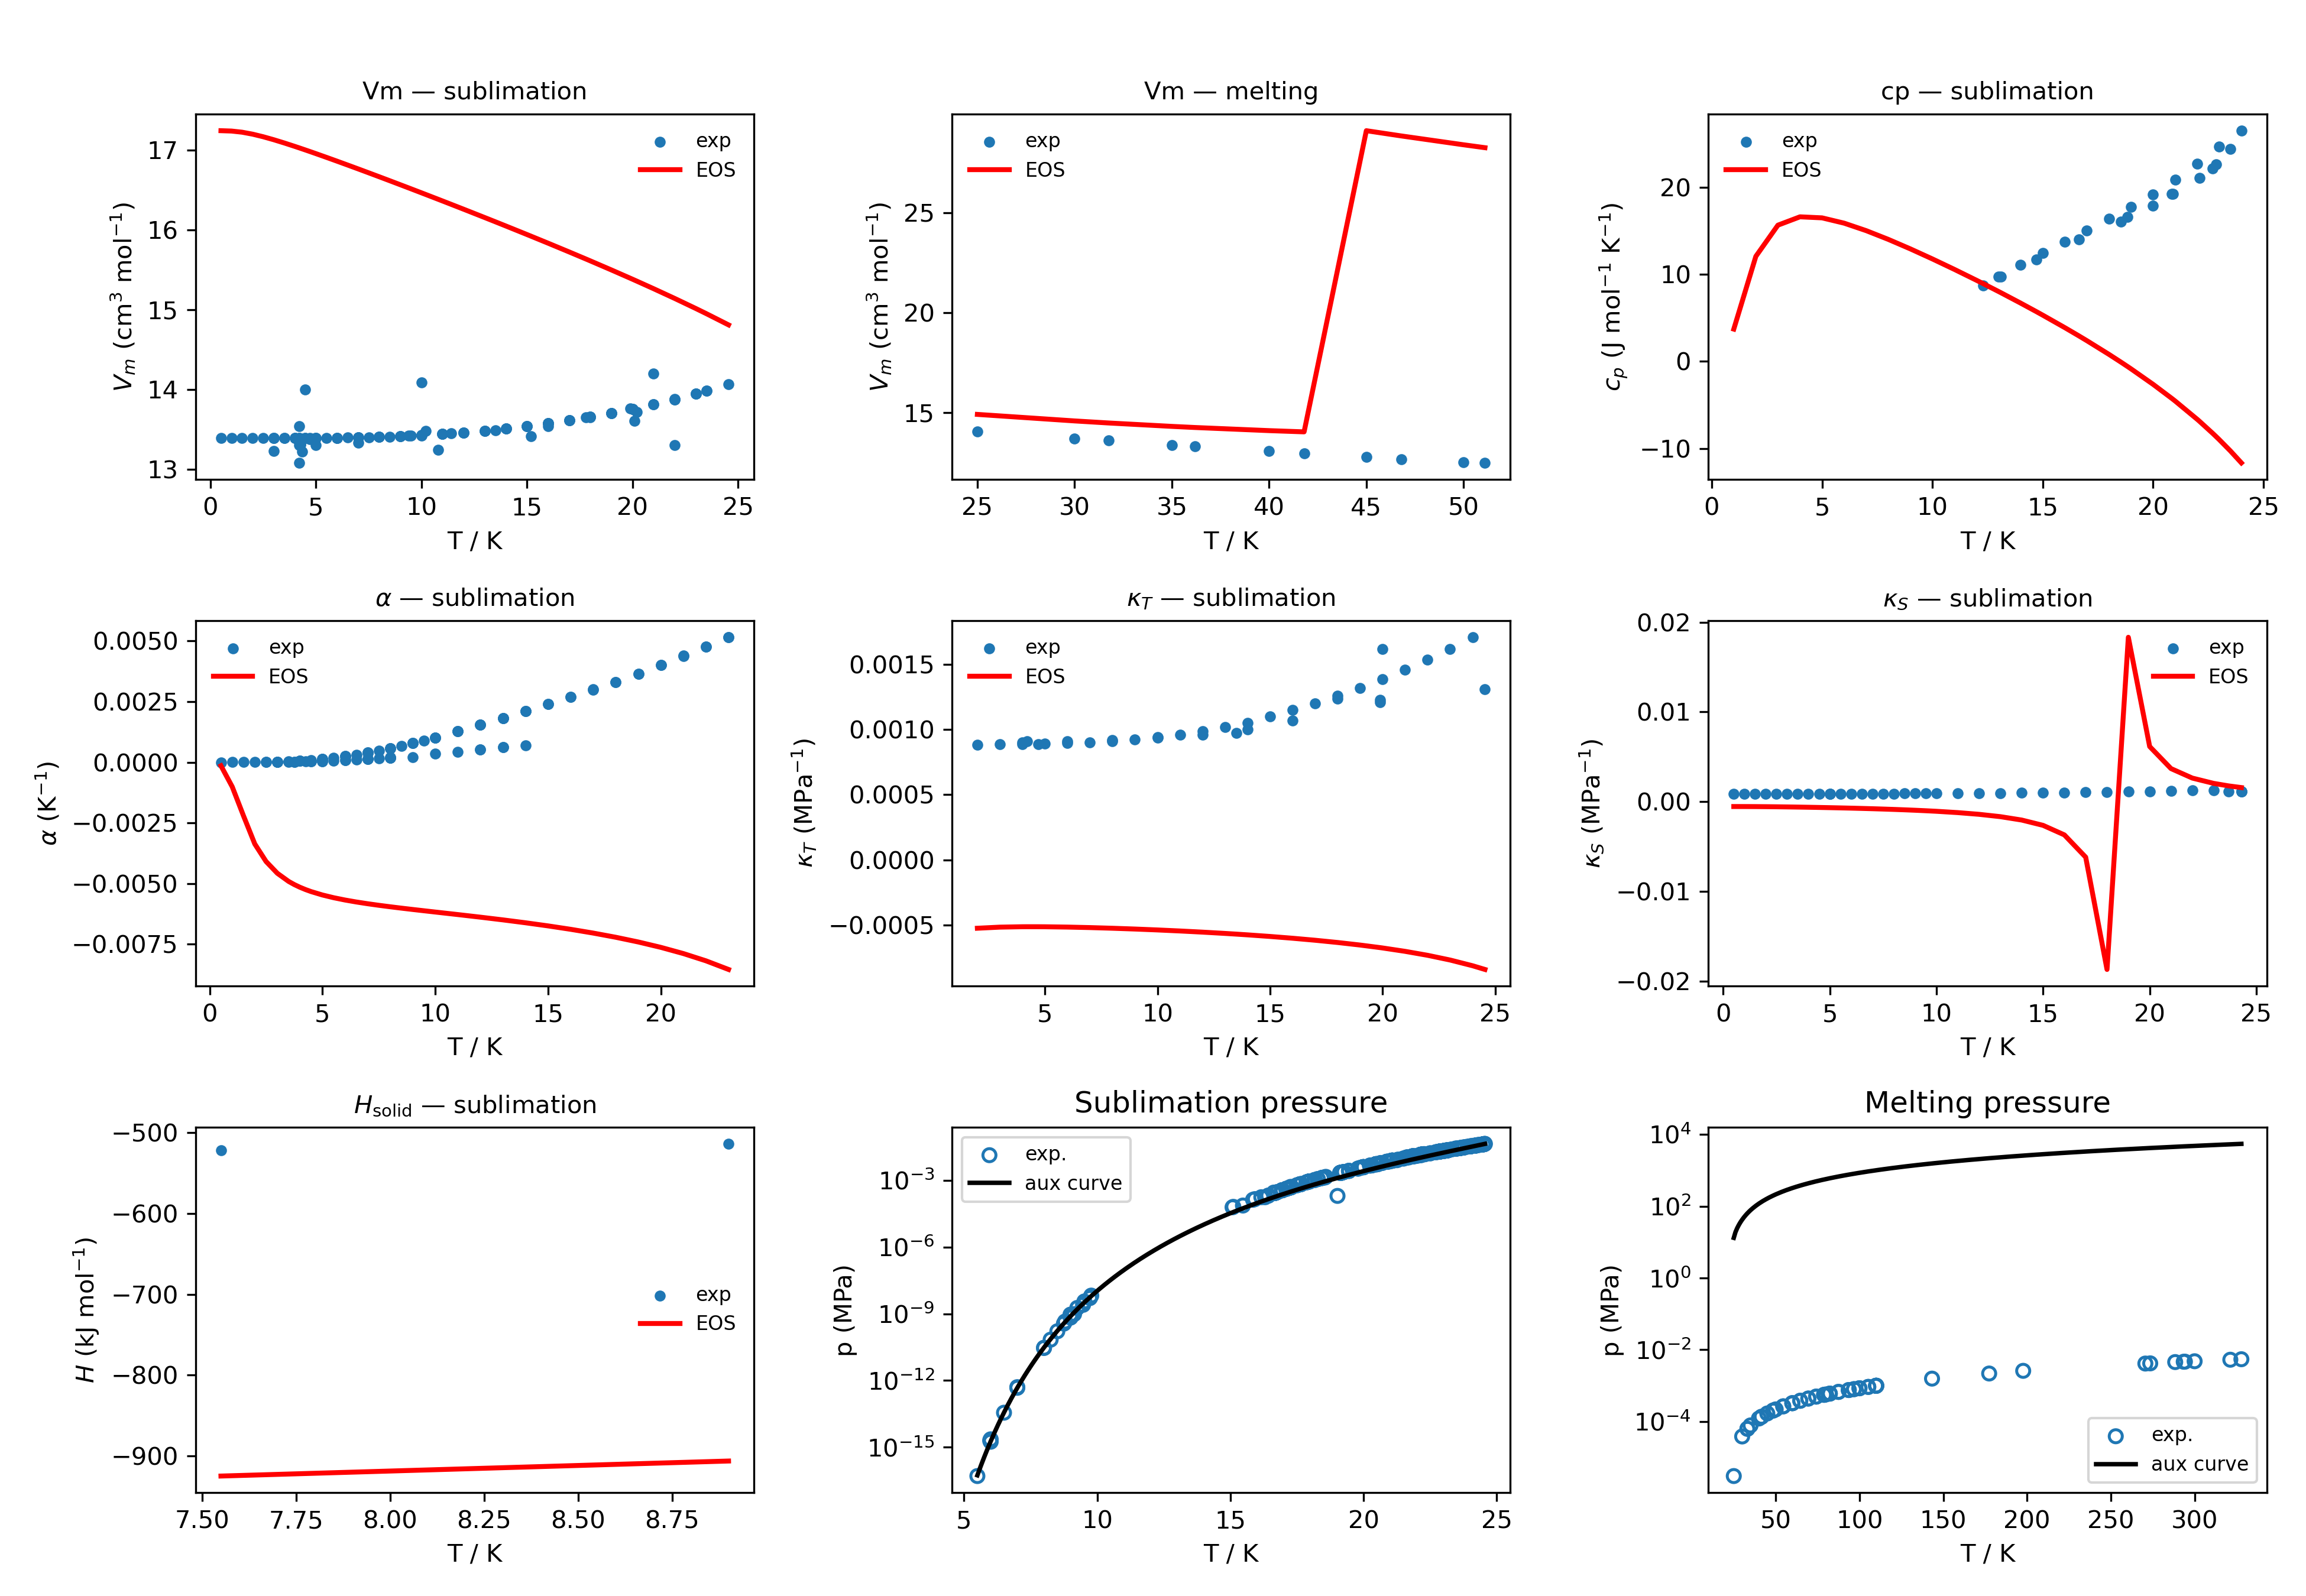 Vm — sublimation
Vm — melting
cp — sublimation
17
16
15
14
13
V_m (cm³ mol⁻¹)
0 5 10 15 20 25
T / K
exp
EOS
25
20
15
V_m (cm³ mol⁻¹)
25 30 35 40 45 50
T / K
exp
EOS
20
10
0
−10
c_p (J mol⁻¹ K⁻¹)
0 5 10 15 20 25
T / K
exp
EOS
α — sublimation
κ_T — sublimation
κ_S — sublimation
0.0050
0.0025
0.0000
−0.0025
−0.0050
−0.0075
α (K⁻¹)
0 5 10 15 20
T / K
exp
EOS
0.0015
0.0010
0.0005
0.0000
−0.0005
κ_T (MPa⁻¹)
5 10 15 20 25
T / K
exp
EOS
0.02
0.01
0.00
−0.01
−0.02
κ_S (MPa⁻¹)
0 5 10 15 20 25
T / K
exp
EOS
H_solid — sublimation
Sublimation pressure
Melting pressure
−500
−600
−700
−800
−900
H (kJ mol⁻¹)
7.50 7.75 8.00 8.25 8.50 8.75
T / K
exp
EOS
10⁻³
10⁻⁶
10⁻⁹
10⁻¹²
10⁻¹⁵
p (MPa)
5 10 15 20 25
T / K
exp.
aux curve
10⁴
10²
10⁰
10⁻²
10⁻⁴
p (MPa)
50 100 150 200 250 300
T / K
exp.
aux curve